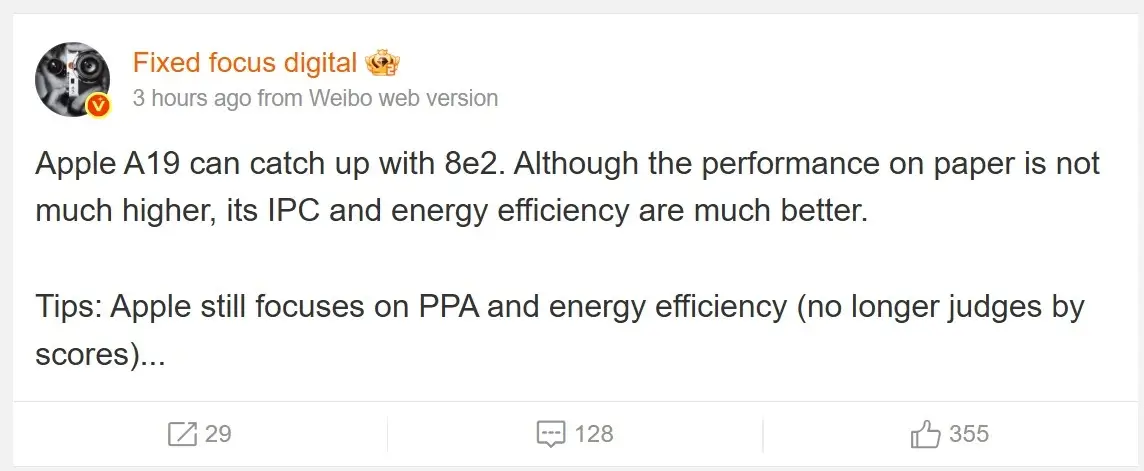 Fixed focus digital
3 hours ago from Weibo web version
Apple A19 can catch up with 8e2. Although the performance on paper is not
much higher, its IPC and energy efficiency are much better.
Tips: Apple still focuses on PPA and energy efficiency (no longer judges by
scores)...
29
128
355